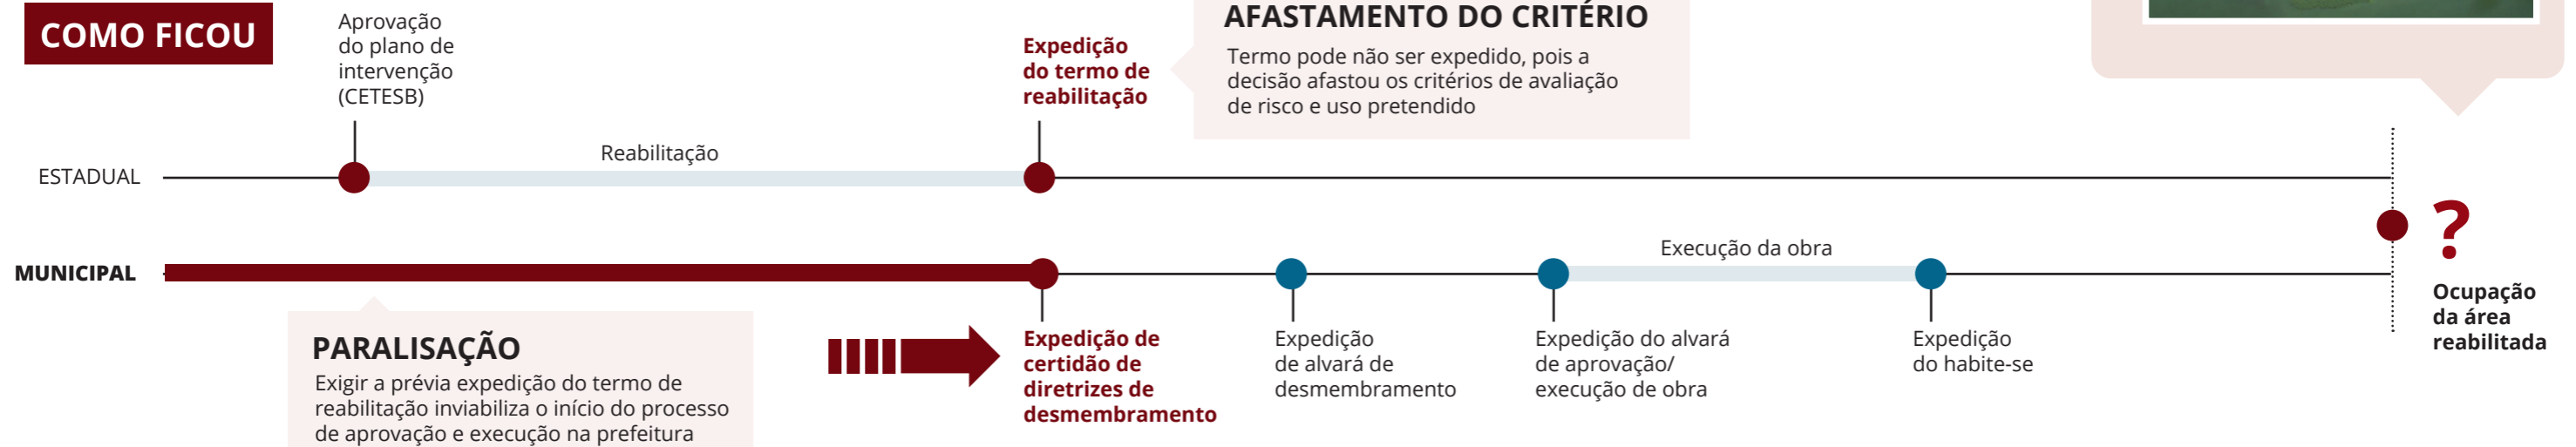 COMO FICOU
Aprovação
do plano de
intervenção
(CETESB)
Expedição
do termo de
reabilitação
AFASTAMENTO DO CRITÉRIO
Termo pode não ser expedido, pois a
decisão afastou os critérios de avaliação
de risco e uso pretendido
ESTADUAL
Reabilitação
MUNICIPAL
Execução da obra
?
Ocupação
da área
reabilitada
PARALISAÇÃO
Exigir a prévia expedição do termo de
reabilitação inviabiliza o início do processo
de aprovação e execução na prefeitura
Expedição de
certidão de
diretrizes de
desmembramento
Expedição
de alvará de
desmembramento
Expedição do alvará
de aprovação/
execução de obra
Expedição
do habite-se